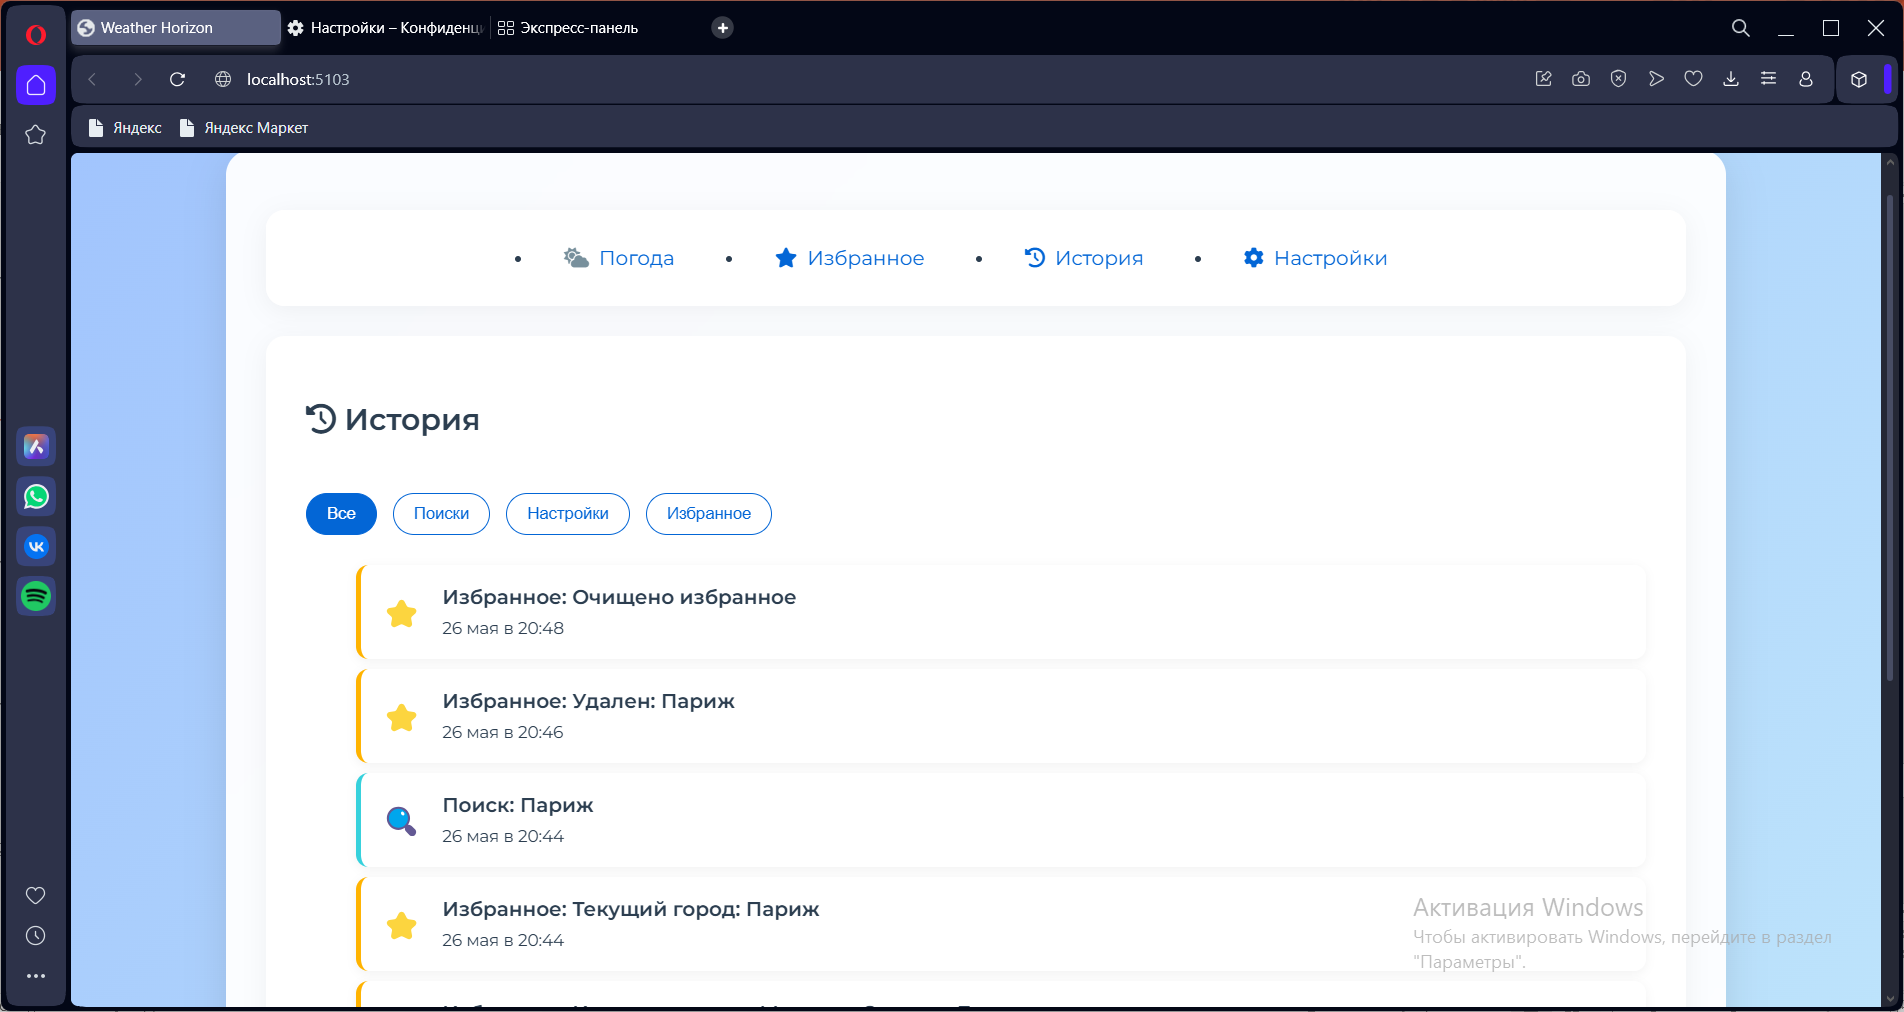 Weather Horizon
Настройки – Конфиденц
Экспресс-панель
localhost:5103
Яндекс
Яндекс Маркет
Погода
Избранное
История
Настройки
История
Все
Поиски
Настройки
Избранное
Избранное: Очищено избранное
26 мая в 20:48
Избранное: Удален: Париж
26 мая в 20:46
Поиск: Париж
26 мая в 20:44
Избранное: Текущий город: Париж
26 мая в 20:44
Активация Windows
Чтобы активировать Windows, перейдите в раздел
"Параметры".